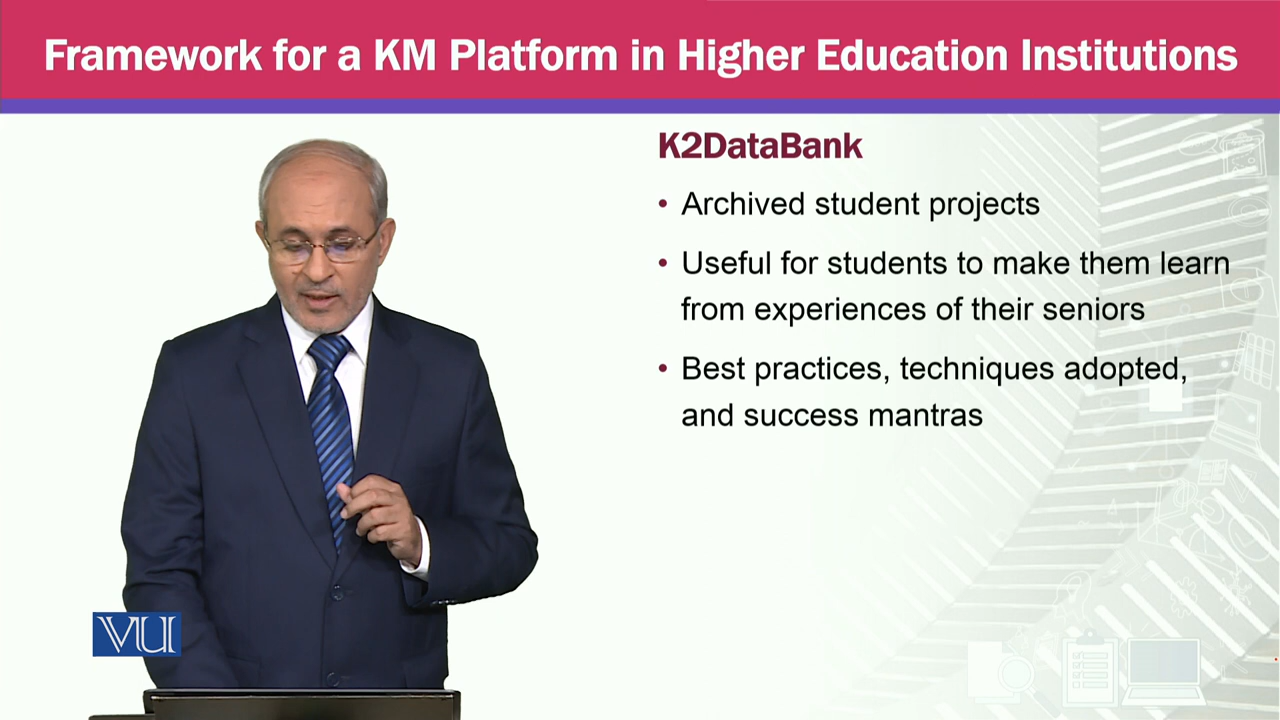 Framework for a KM Platform in Higher Education Institutions
K2DataBank
• Archived student projects
• Useful for students to make them learn
from experiences of their seniors
• Best practices, techniques adopted,
and success mantras
VU